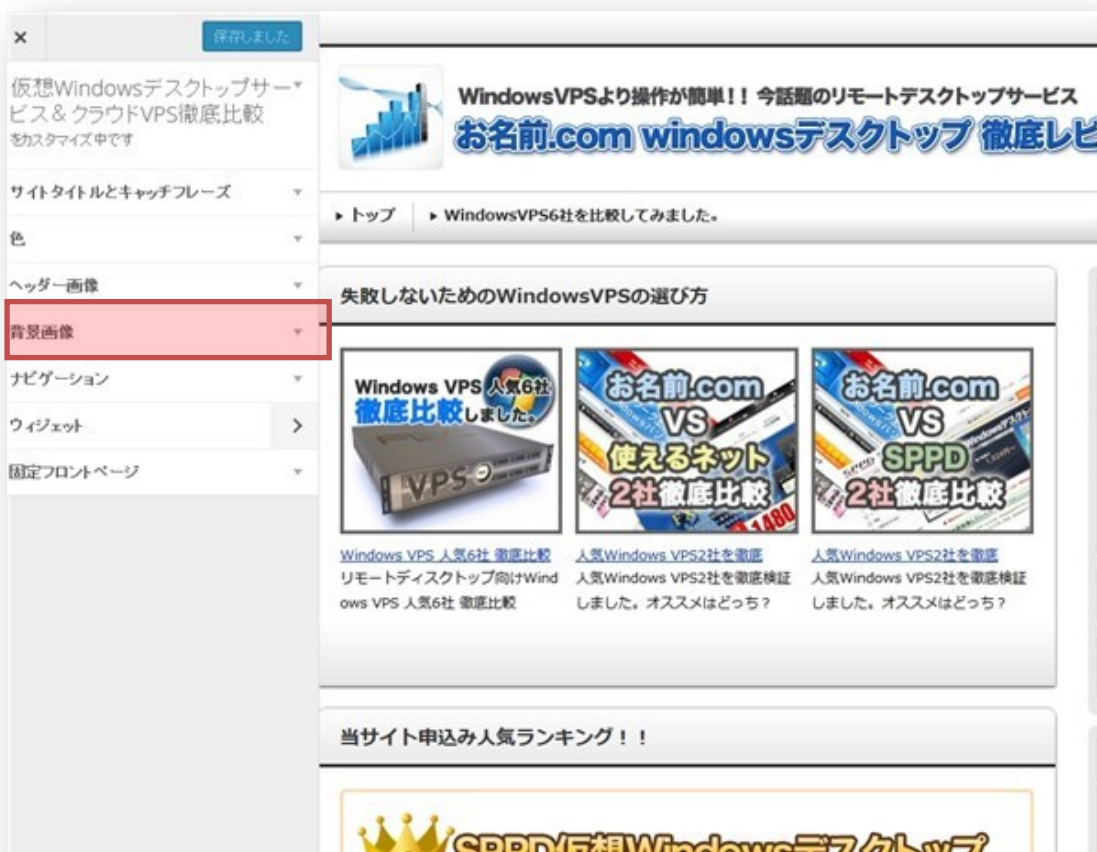 ×
保存しました
仮想Windowsデスクトップサー
ビス＆クラウドVPS徹底比較
をカスタマイズ中です
サイトタイトルとキャッチフレーズ
色
ヘッダー画像
背景画像
ナビゲーション
ウィジェット
固定フロントページ
WindowsVPSより操作が簡単!! 今話題のリモートデスクトップサービス
お名前.com windowsデスクトップ 徹底レビ
トップ
WindowsVPS6社を比較してみました。
失敗しないためのWindowsVPSの選び方
Windows VPS 人気6社
徹底比較しました。
VPS
お名前.com
VS
使えるネット
2社徹底比較
1480
お名前.com
VS
SPPD
2社徹底比較
Windows VPS 人気6社 徹底比較
リモートディスクトップ向けWind
ows VPS 人気6社 徹底比較
人気Windows VPS2社を徹底
人気Windows VPS2社を徹底検証
しました。オススメはどっち？
人気Windows VPS2社を徹底
人気Windows VPS2社を徹底検証
しました。オススメはどっち？
当サイト申込み人気ランキング！！
SPPD仮想Windowsデスクトップ